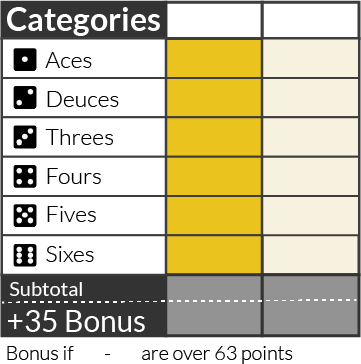 Categories
Aces
Deuces
Threes
Fours
Fives
Sixes
Subtotal
+35 Bonus
Bonus if - are over 63 points